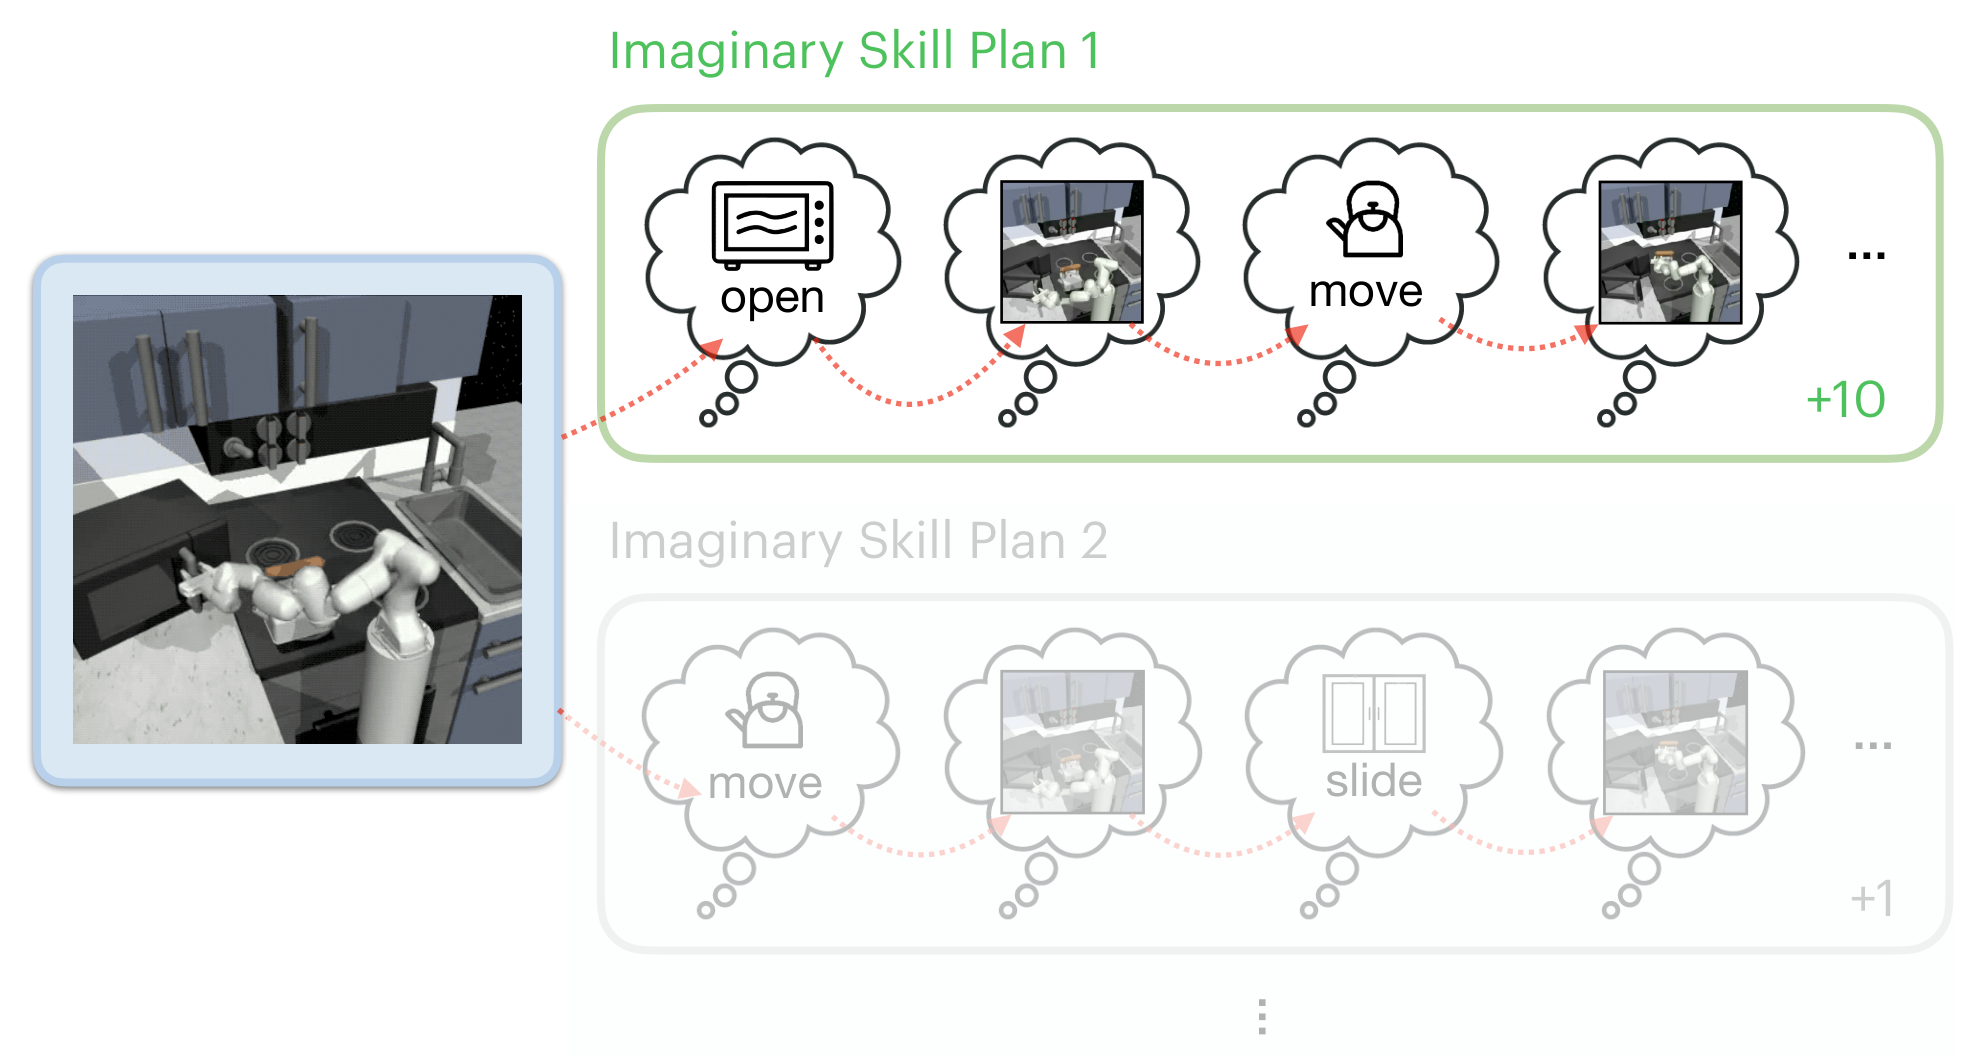 Imaginary Skill Plan 1
open
move
...
+10
Imaginary Skill Plan 2
move
slide
...
+1
⋮